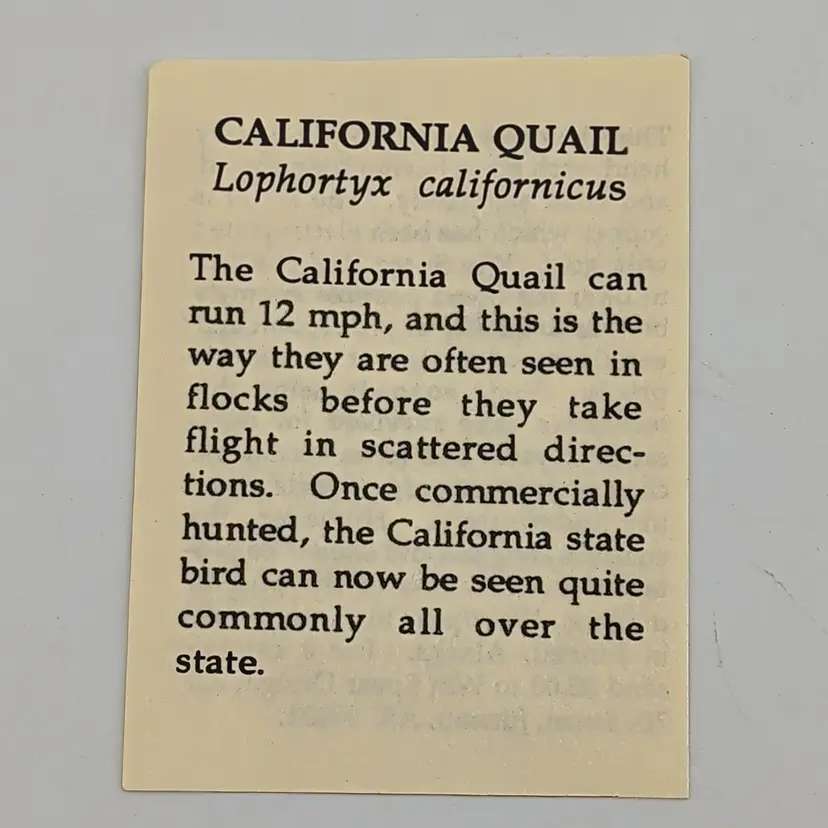 CALIFORNIA QUAIL
Lophortyx californicus
The California Quail can
run 12 mph, and this is the
way they are often seen in
flocks before they take
flight in scattered direc-
tions. Once commercially
hunted, the California state
bird can now be seen quite
commonly all over the
state.